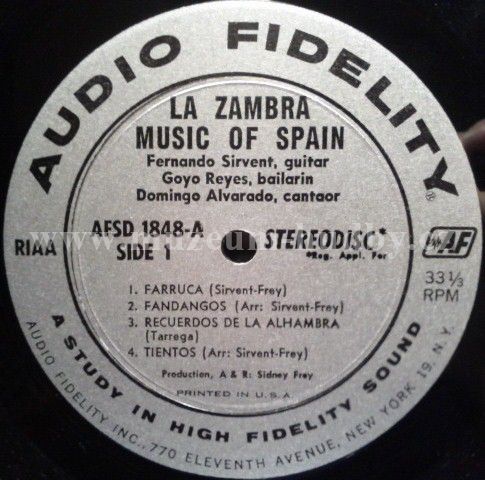 AUDIO FIDELITY®
LA ZAMBRA
MUSIC OF SPAIN
Fernando Sirvent, guitar
Goyo Reyes, bailarin
Domingo Alvarado, cantaor
AFSD 1848-A
SIDE 1
RIAA
STEREODISC*
*Reg. Appl. For
AF
33⅓
RPM
1. FARRUCA (Sirvent-Frey)
2. FANDANGOS (Arr: Sirvent-Frey)
3. RECUERDOS DE LA ALHAMBRA
(Tarrega)
4. TIENTOS (Arr: Sirvent-Frey)
Production, A & R: Sidney Frey
PRINTED IN U.S.A.
A STUDY IN HIGH FIDELITY SOUND
AUDIO FIDELITY INC., 770 ELEVENTH AVENUE, NEW YORK 19, N.Y.